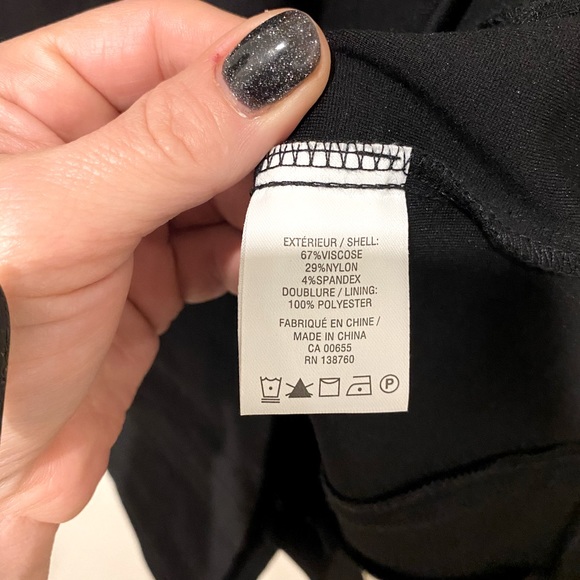 EXTÉRIEUR / SHELL:
67%VISCOSE
29%NYLON
4%SPANDEX
DOUBLURE / LINING:
100% POLYESTER
FABRIQUÉ EN CHINE /
MADE IN CHINA
CA 00655
RN 138760
P